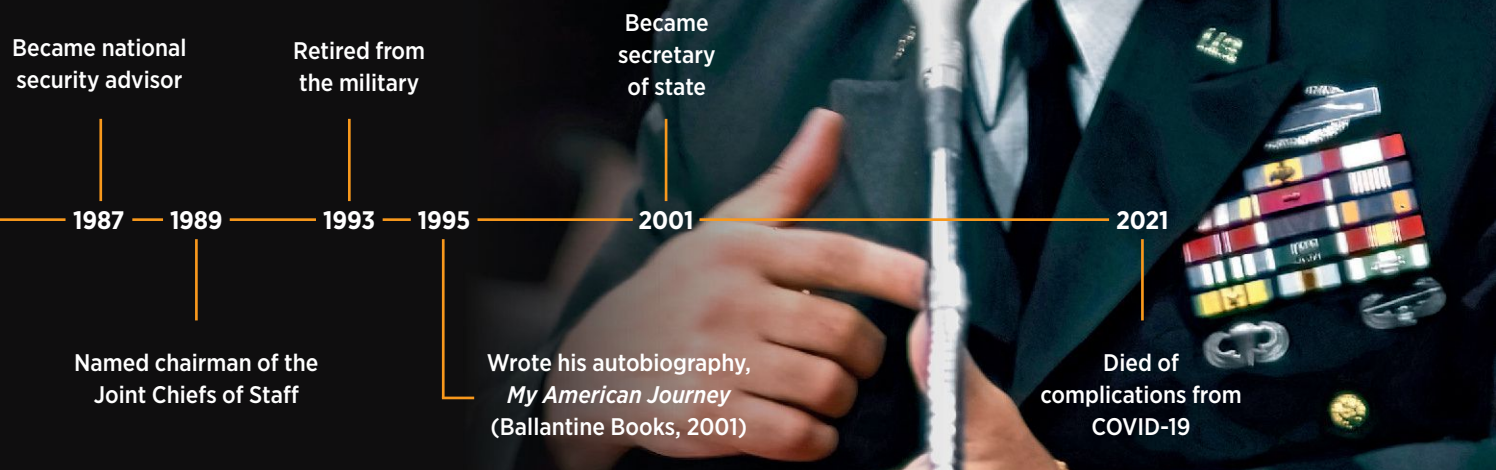 Became national
security advisor
Retired from
the military
Became
secretary
of state
1987
1989
1993
1995
2001
2021
Named chairman of the
Joint Chiefs of Staff
Wrote his autobiography,
My American Journey
(Ballantine Books, 2001)
Died of
complications from
COVID-19
US